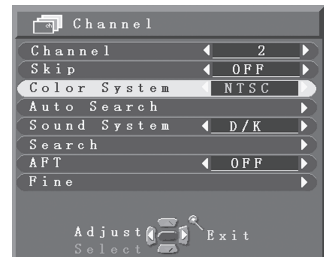 Channel
Channel 2
Skip OFF
Color System NTSC
Auto Search
Sound System D/K
Search
AFT OFF
Fine
Adjust Exit
Select